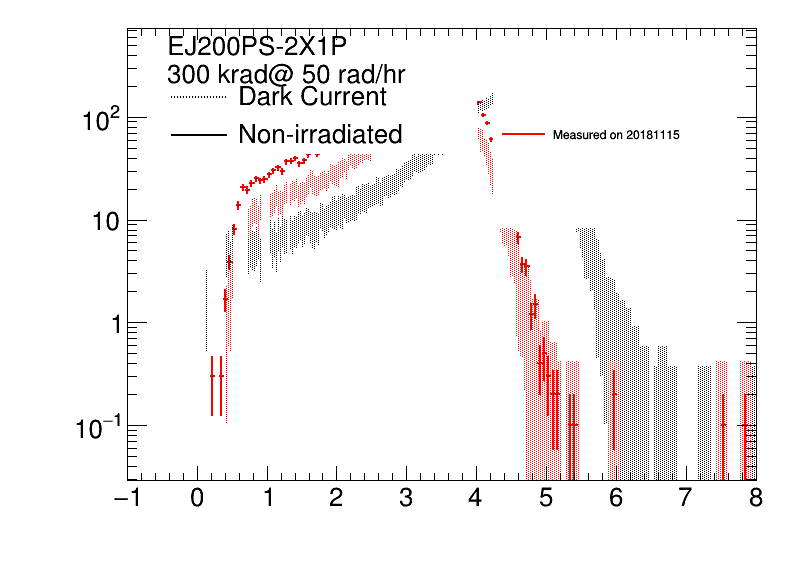 EJ200PS-2X1P
300 krad@ 50 rad/hr
Dark Current
Non-irradiated
Measured on 20181115
10²
10
1
10⁻¹
−1 0 1 2 3 4 5 6 7 8